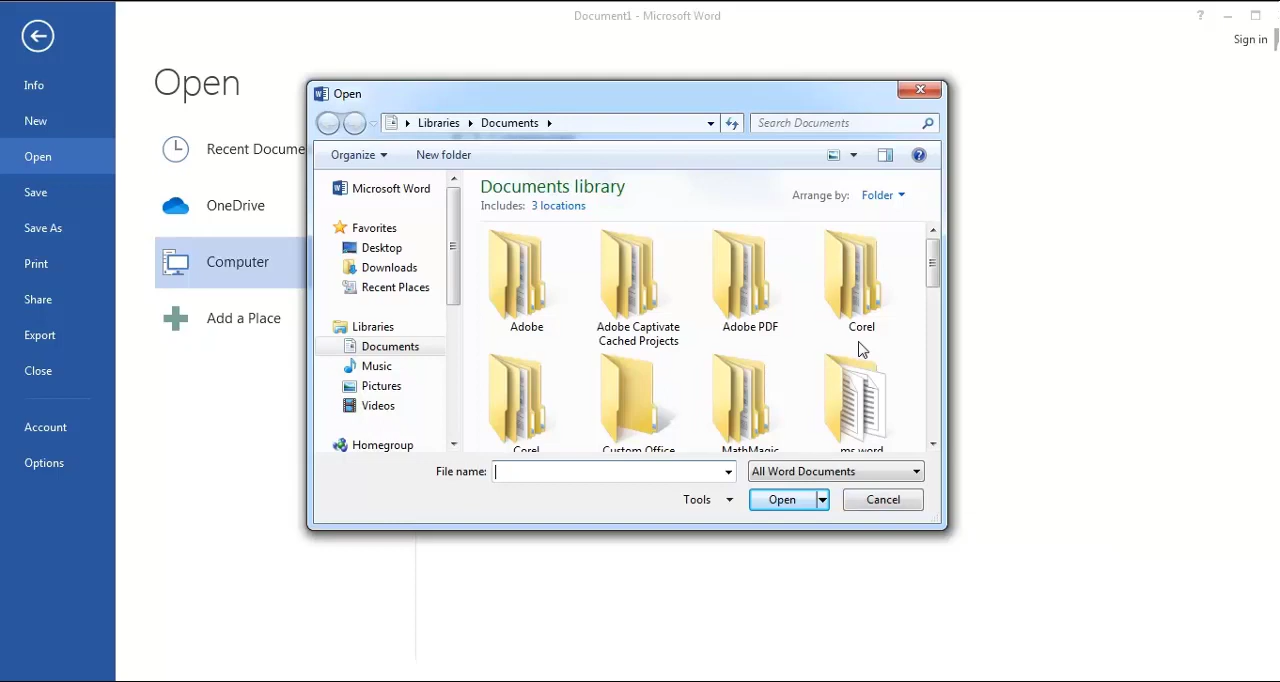 Document1 - Microsoft Word
?
Sign in
Info
New
Open
Save
Save As
Print
Share
Export
Close
Account
Options
Open
Recent Docume
OneDrive
Computer
Add a Place
Open
Libraries
Documents
Search Documents
Organize
New folder
Microsoft Word
Favorites
Desktop
Downloads
Recent Places
Libraries
Documents
Music
Pictures
Videos
Homegroup
Documents library
Includes: 3 locations
Arrange by: Folder
Adobe
Adobe Captivate
Cached Projects
Adobe PDF
Corel
Corel
Custom Office
MathMagic
ms word
File name:
All Word Documents
Tools
Open
Cancel